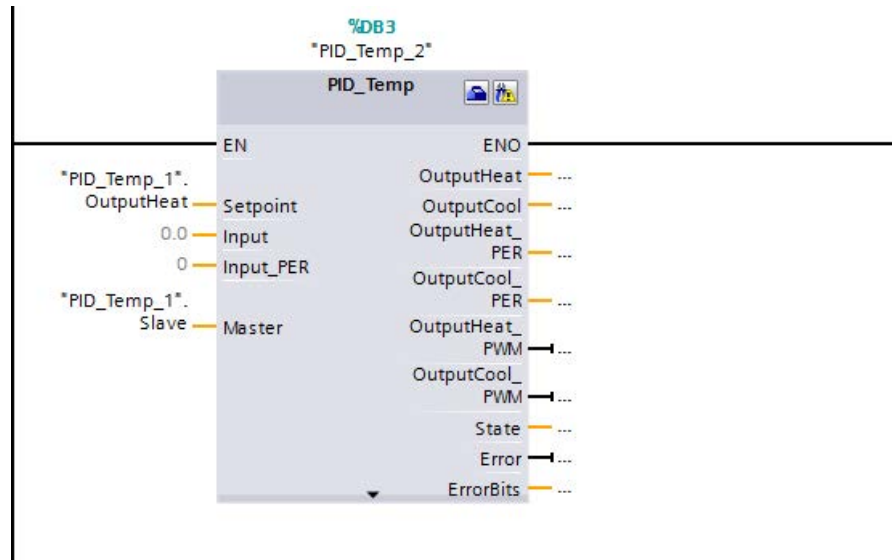 %DB3
"PID_Temp_2"
PID_Temp
EN
ENO
"PID_Temp_1".
OutputHeat
Setpoint
0.0
Input
0
Input_PER
"PID_Temp_1".
Slave
Master
OutputHeat
...
OutputCool
...
OutputHeat_
PER
...
OutputCool_
PER
...
OutputHeat_
PWM
...
OutputCool_
PWM
...
State
...
Error
...
ErrorBits
...